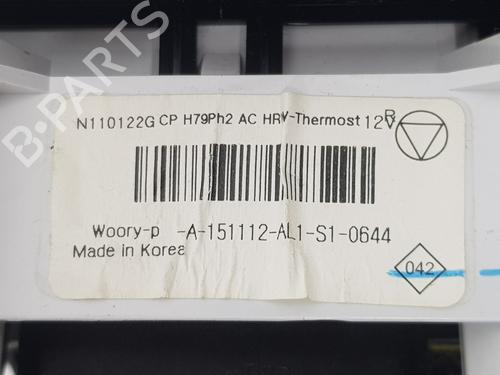 B-PARTS
N110122G CP H79Ph2 AC HRV-Thermost 12V
R
Woory-p -A-151112-AL1-S1-0644
Made in Korea
042